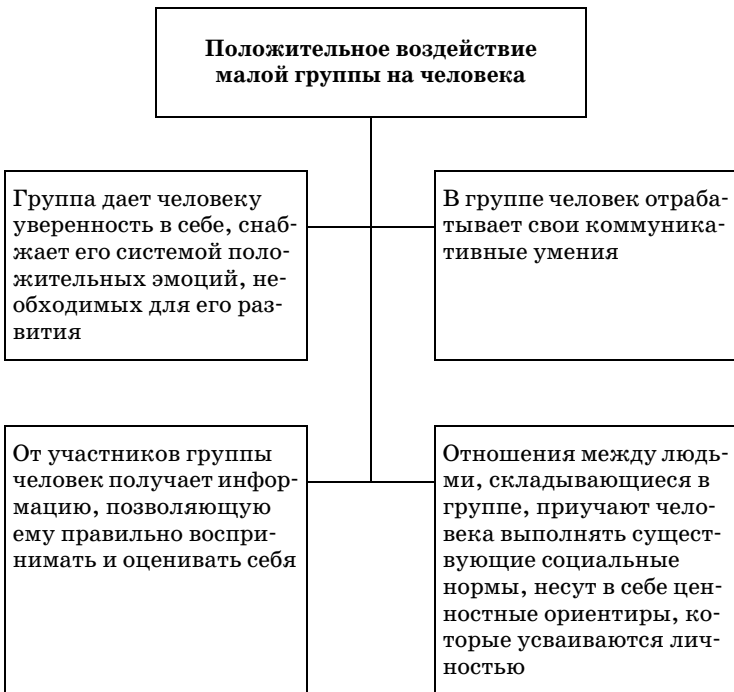 Положительное воздействие
малой группы на человека
Группа дает человеку
уверенность в себе, снаб-
жает его системой поло-
жительных эмоций, не-
обходимых для его раз-
вития
В группе человек отраба-
тывает свои коммуника-
тивные умения
От участников группы
человек получает инфор-
мацию, позволяющую
ему правильно воспри-
нимать и оценивать себя
Отношения между людь-
ми, складывающиеся в
группе, приучают чело-
века выполнять сущест-
вующие социальные
нормы, несут в себе цен-
ностные ориентиры, ко-
торые усваиваются лич-
ностью